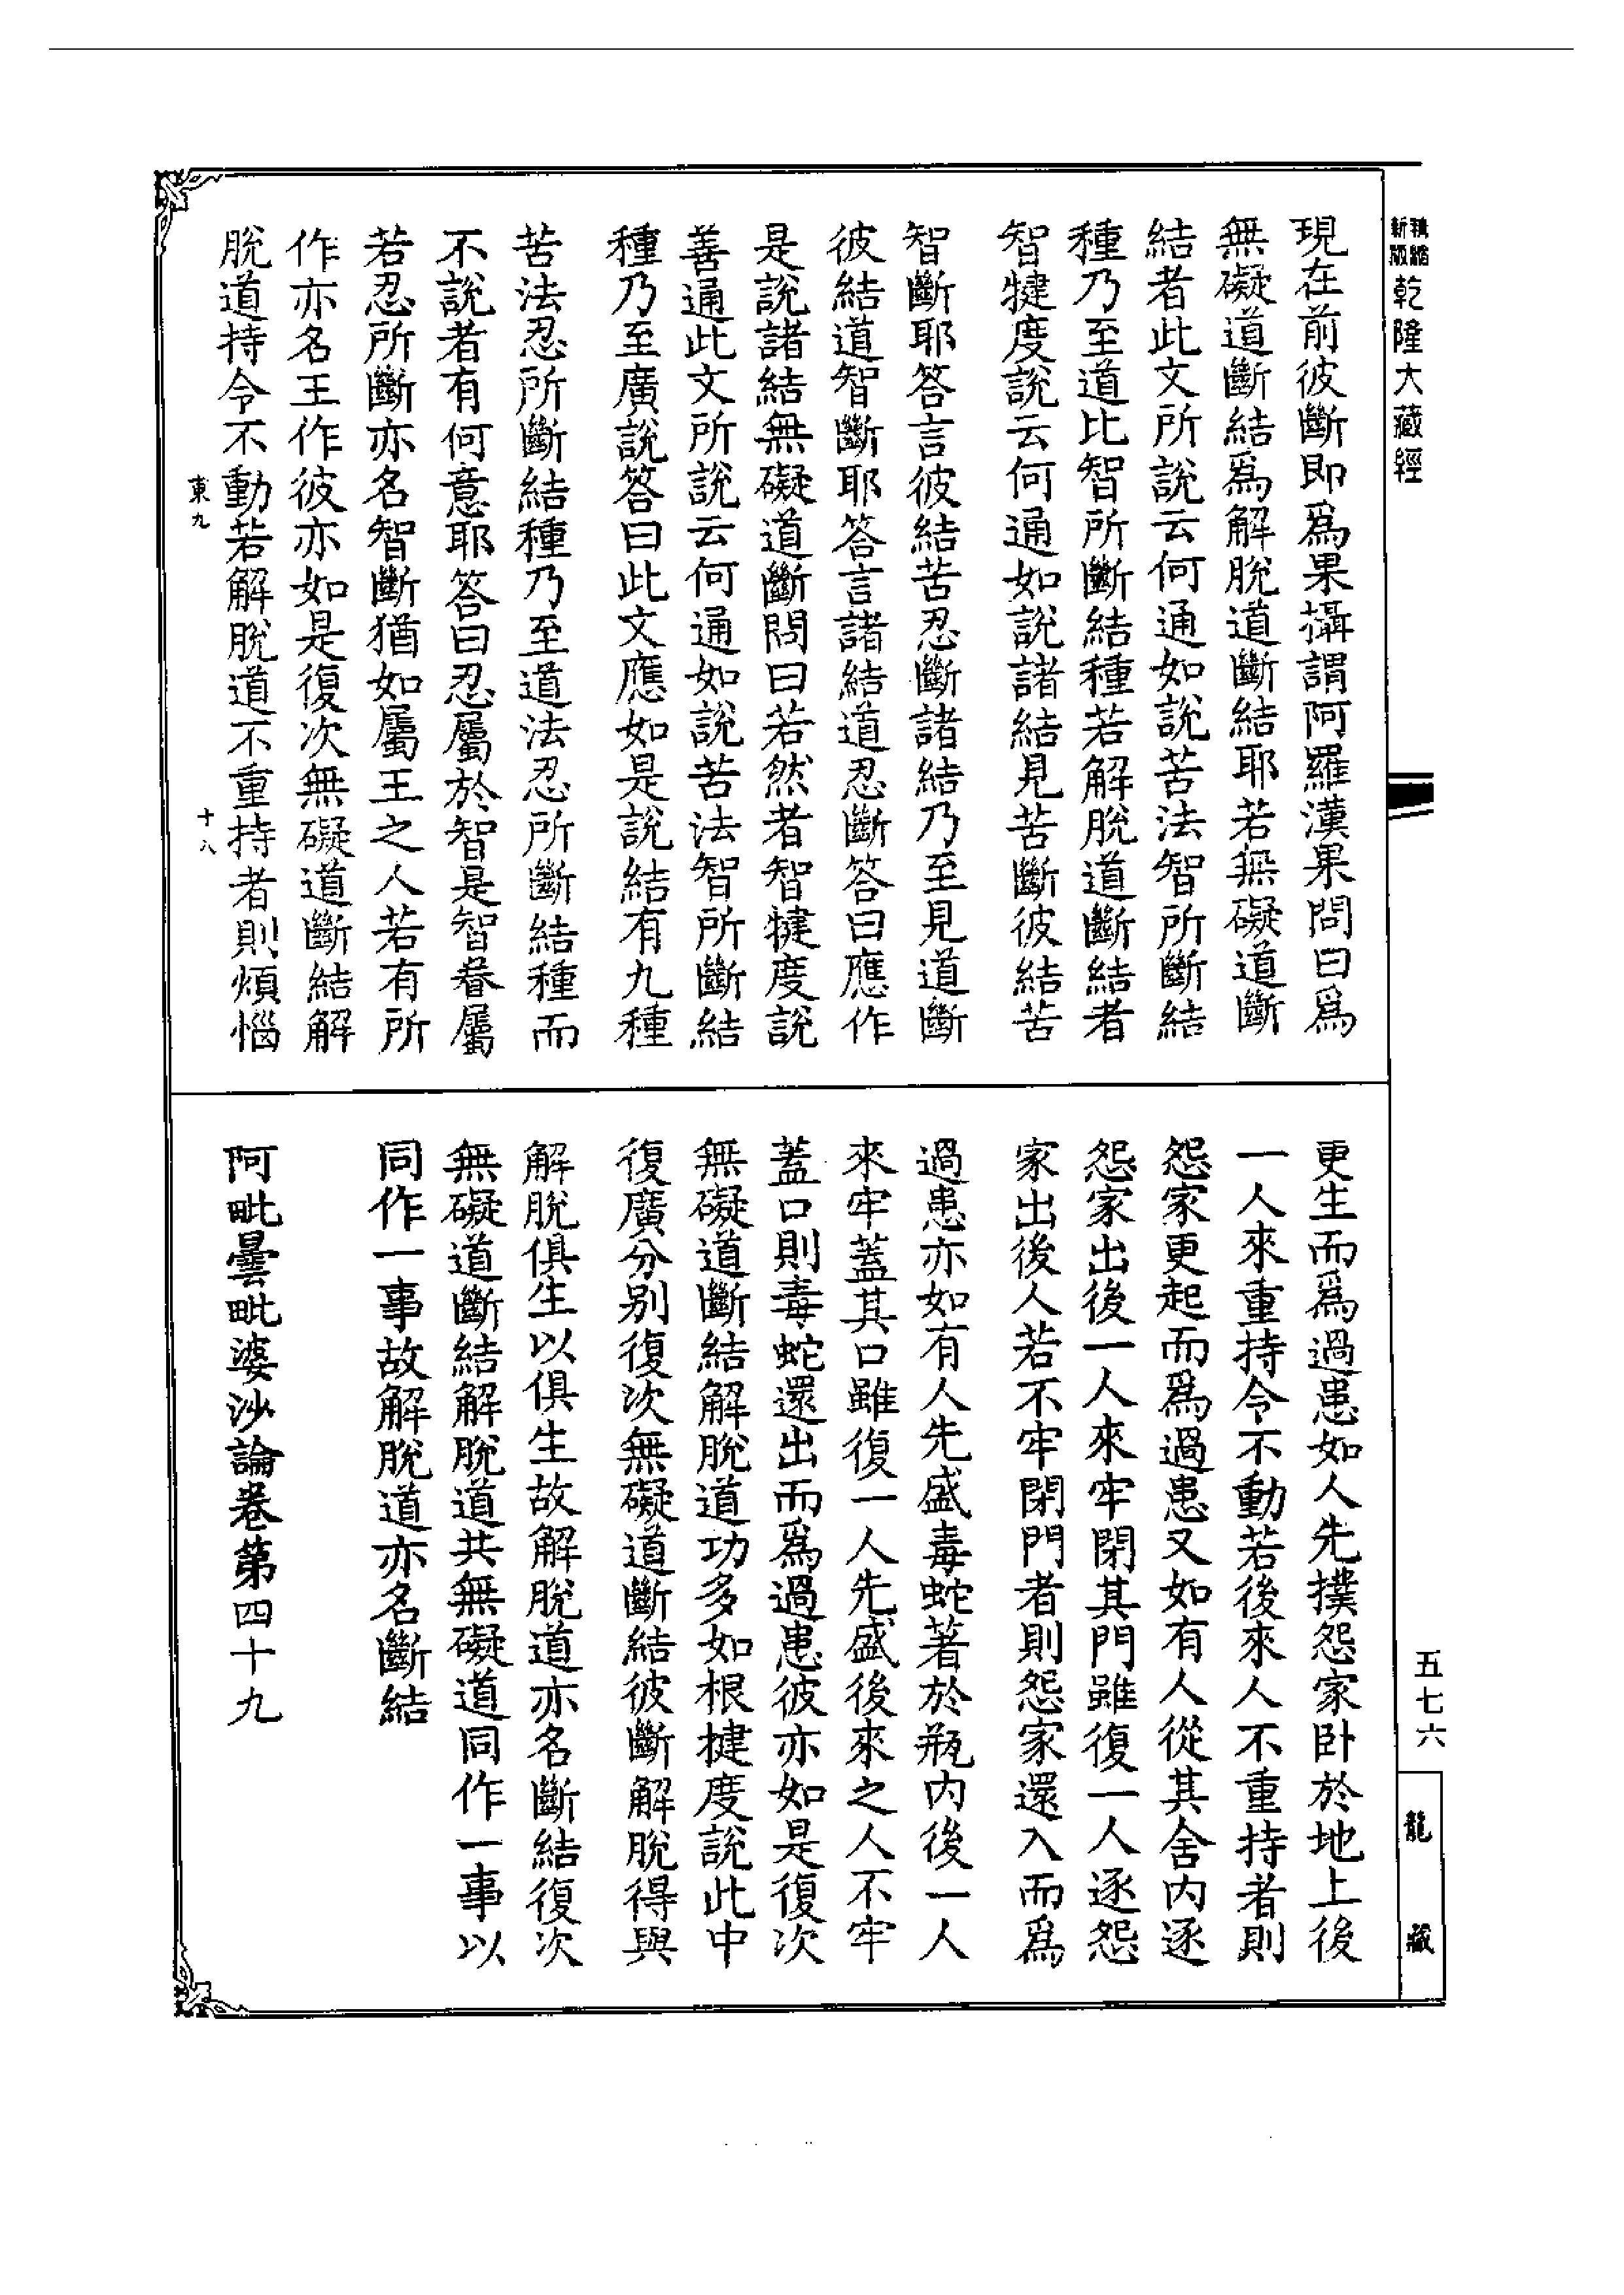 精縮新版乾隆大藏經
現在前彼斷即爲果攝謂阿羅漢果問曰爲
無礙道斷結爲解脫道斷結耶若無礙道斷
結者此文所說云何通如說苦法智所斷結
種乃至道比智所斷結種若解脫道斷結者
智犍度說云何通如說諸結見苦斷彼結苦
智斷耶答言彼結苦忍斷諸結乃至見道斷
彼結道智斷耶答言諸結道忍斷答曰應作
是說諸結無礙道斷問曰若然者智犍度說
善通此文所說云何通如說苦法智所斷結
種乃至廣說答曰此文應如是說結有九種
苦法忍所斷結種乃至道法忍所斷結種而
不說者有何意耶答曰忍屬於智是智眷屬
若忍所斷亦名智斷猶如屬王之人若有所
作亦名王作彼亦如是復次無礙道斷結解
脫道持令不動若解脫道不重持者則煩惱
東九
十八
更生而爲過患如人先撲怨家卧於地上後
一人來重持令不動若後來人不重持者則
怨家更起而爲過患又如有人從其舍内逐
怨家出後一人來牢閉其門雖復一人逐怨
家出後人若不牢閉門者則怨家還入而爲
過患亦如有人先盛毒蛇著於瓶内後一人
來牢蓋其口雖復一人先盛後來之人不牢
蓋口則毒蛇還出而爲過患彼亦如是復次
無礙道斷結解脫道功多如根揵度說此中
復廣分別復次無礙道斷結彼斷解脫得與
解脫俱生以俱生故解脫道亦名斷結復次
無礙道斷結解脫道共無礙道同作一事以
同作一事故解脫道亦名斷結
阿毗曇毗婆沙論卷第四十九
五七六
龍藏